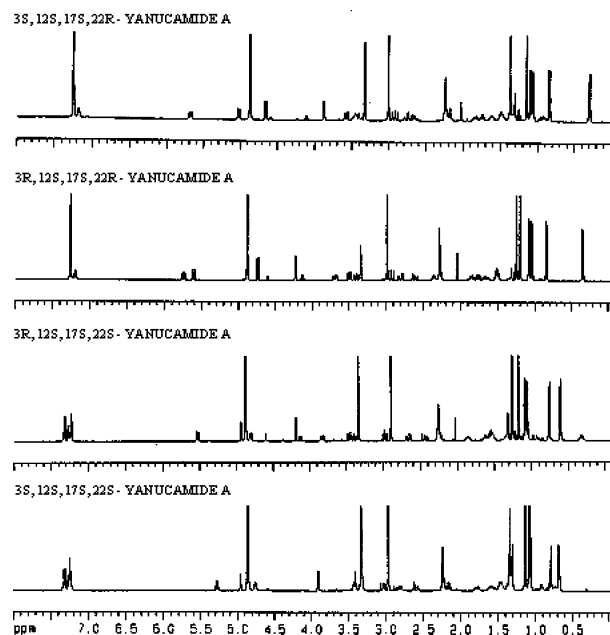 3S,12S,17S,22R- YANUCAMIDE A
3R,12S,17S,22R- YANUCAMIDE A
3R,12S,17S,22S- YANUCAMIDE A
3S,12S,17S,22S- YANUCAMIDE A
ppm 7.0 6.5 6.0 5.5 5.0 4.5 4.0 3.5 3.0 2.5 2.0 1.5 1.0 0.5